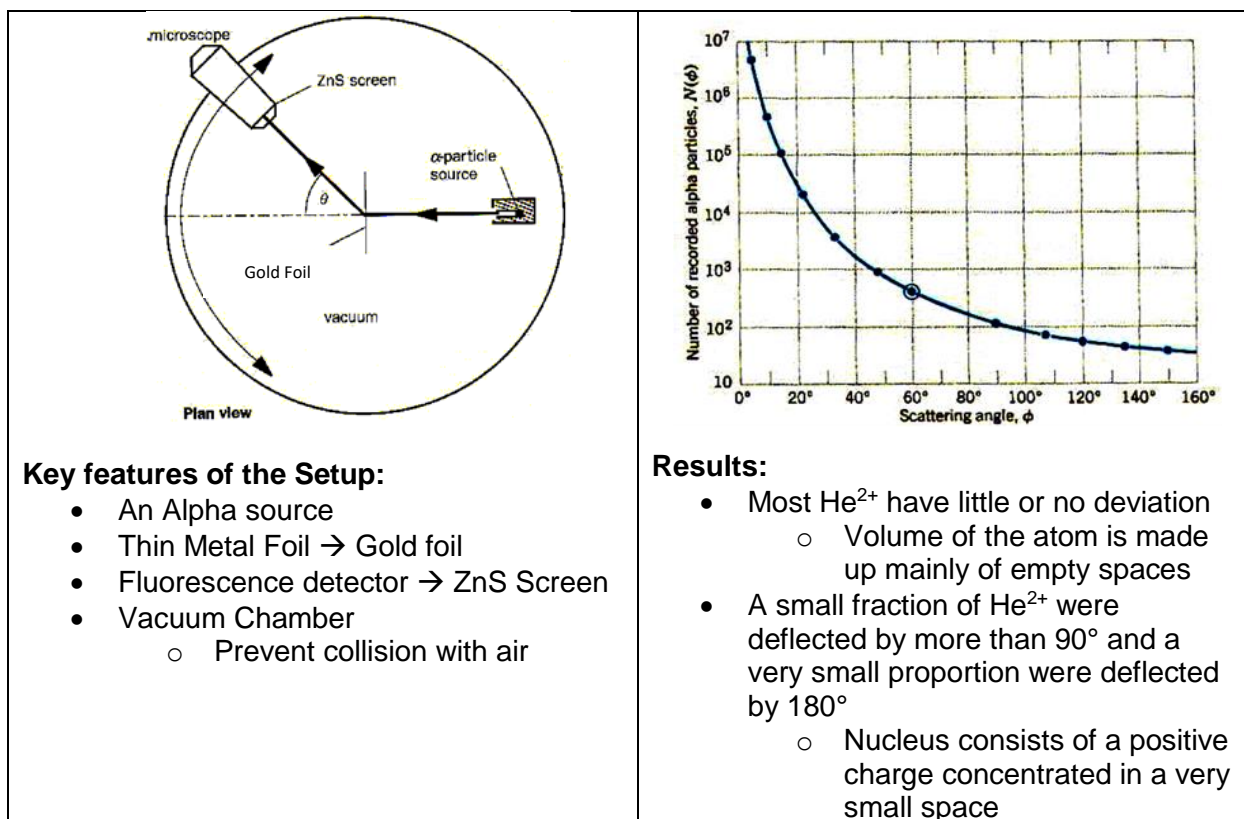 microscope
ZnS screen
α-particle
source
θ
Gold Foil
vacuum
Plan view
Key features of the Setup:
• An Alpha source
• Thin Metal Foil → Gold foil
• Fluorescence detector → ZnS Screen
• Vacuum Chamber
o Prevent collision with air
Number of recorded alpha particles, N(ϕ)
10⁷
10⁶
10⁵
10⁴
10³
10²
10
0° 20° 40° 60° 80° 100° 120° 140° 160°
Scattering angle, ϕ
Results:
• Most He²⁺ have little or no deviation
o Volume of the atom is made
up mainly of empty spaces
• A small fraction of He²⁺ were
deflected by more than 90° and a
very small proportion were deflected
by 180°
o Nucleus consists of a positive
charge concentrated in a very
small space